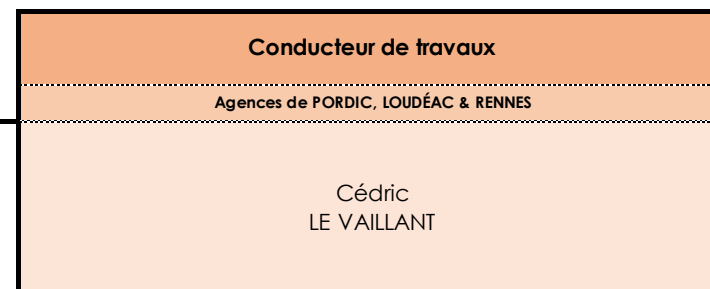 Conducteur de travaux
Agences de PORDIC, LOUDÉAC & RENNES
Cédric
LE VAILLANT